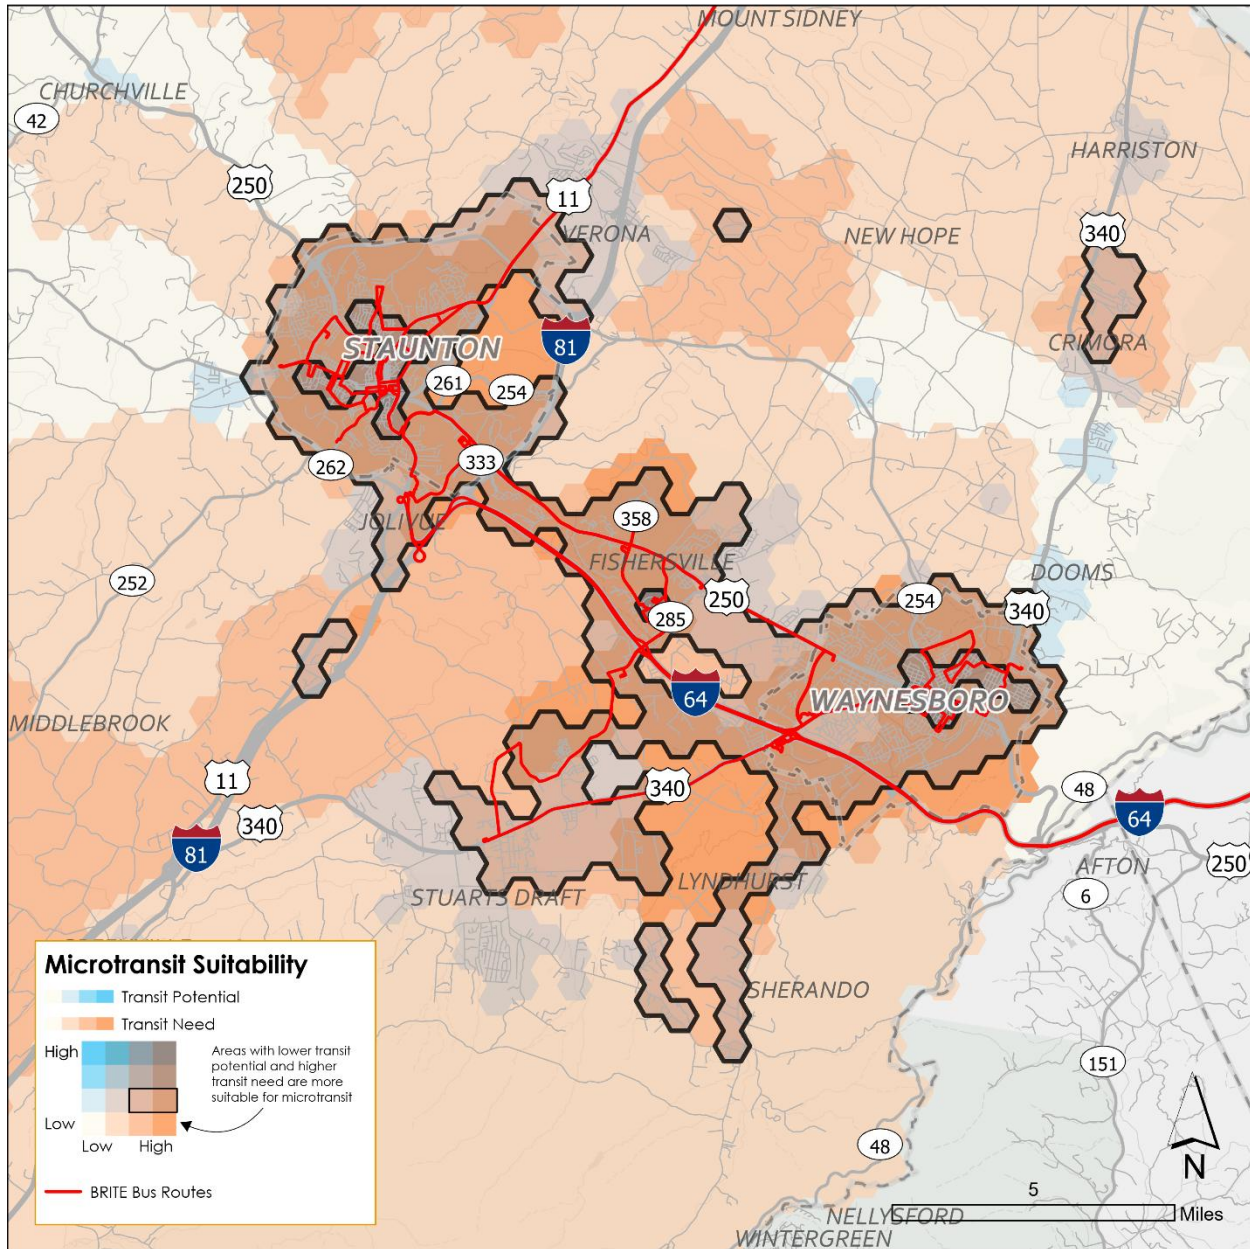 MOUNT SIDNEY
CHURCHVILLE
42
HARRISTON
250
11
340
VERONA
NEW HOPE
81
STAUNTON
CRIMORA
261
254
262
333
358
JOLIVUE
FISHERSVILLE
DOOMS
252
250
254
340
285
64
WAYNESBORO
MIDDLEBROOK
11
340
48
340
81
64
AFTON
250
LYNDHURST
STUARTS DRAFT
6
SHERANDO
151
48
N
5
Miles
NELLYSFORD
WINTERGREEN
Microtransit Suitability
Transit Potential
Transit Need
High
Low
Low
High
Areas with lower transit
potential and higher
transit need are more
suitable for microtransit
BRITE Bus Routes